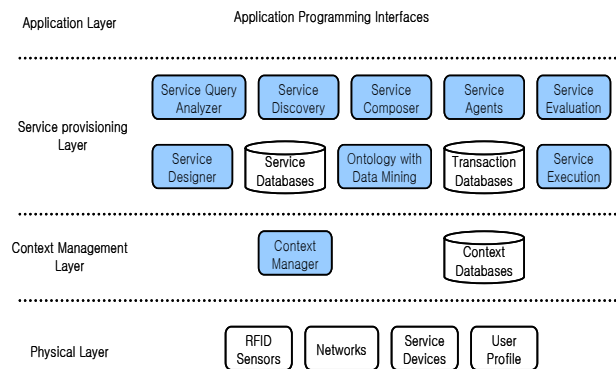 Application Layer
Application Programming Interfaces
Service Query
Analyzer
Service
Discovery
Service
Composer
Service
Agents
Service
Evaluation
Service provisioning
Layer
Service
Designer
Service
Databases
Ontology with
Data Mining
Transaction
Databases
Service
Execution
Context Management
Layer
Context
Manager
Context
Databases
Physical Layer
RFID
Sensors
Networks
Service
Devices
User
Profile